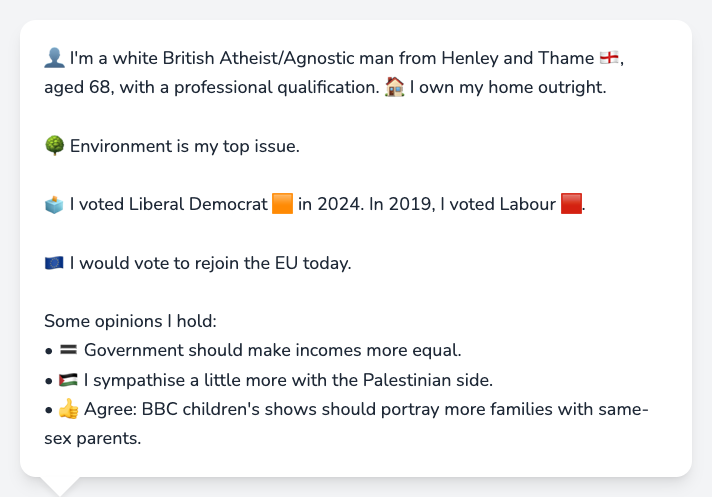 👤 I'm a white British Atheist/Agnostic man from Henley and Thame 🏴󠁧󠁢󠁥󠁮󠁧󠁿,
aged 68, with a professional qualification. 🏠 I own my home outright.
🌳 Environment is my top issue.
🗳️ I voted Liberal Democrat 🟧 in 2024. In 2019, I voted Labour 🟥.
🇪🇺 I would vote to rejoin the EU today.
Some opinions I hold:
• 🟰 Government should make incomes more equal.
• 🇵🇸 I sympathise a little more with the Palestinian side.
• 👍 Agree: BBC children's shows should portray more families with same-
sex parents.